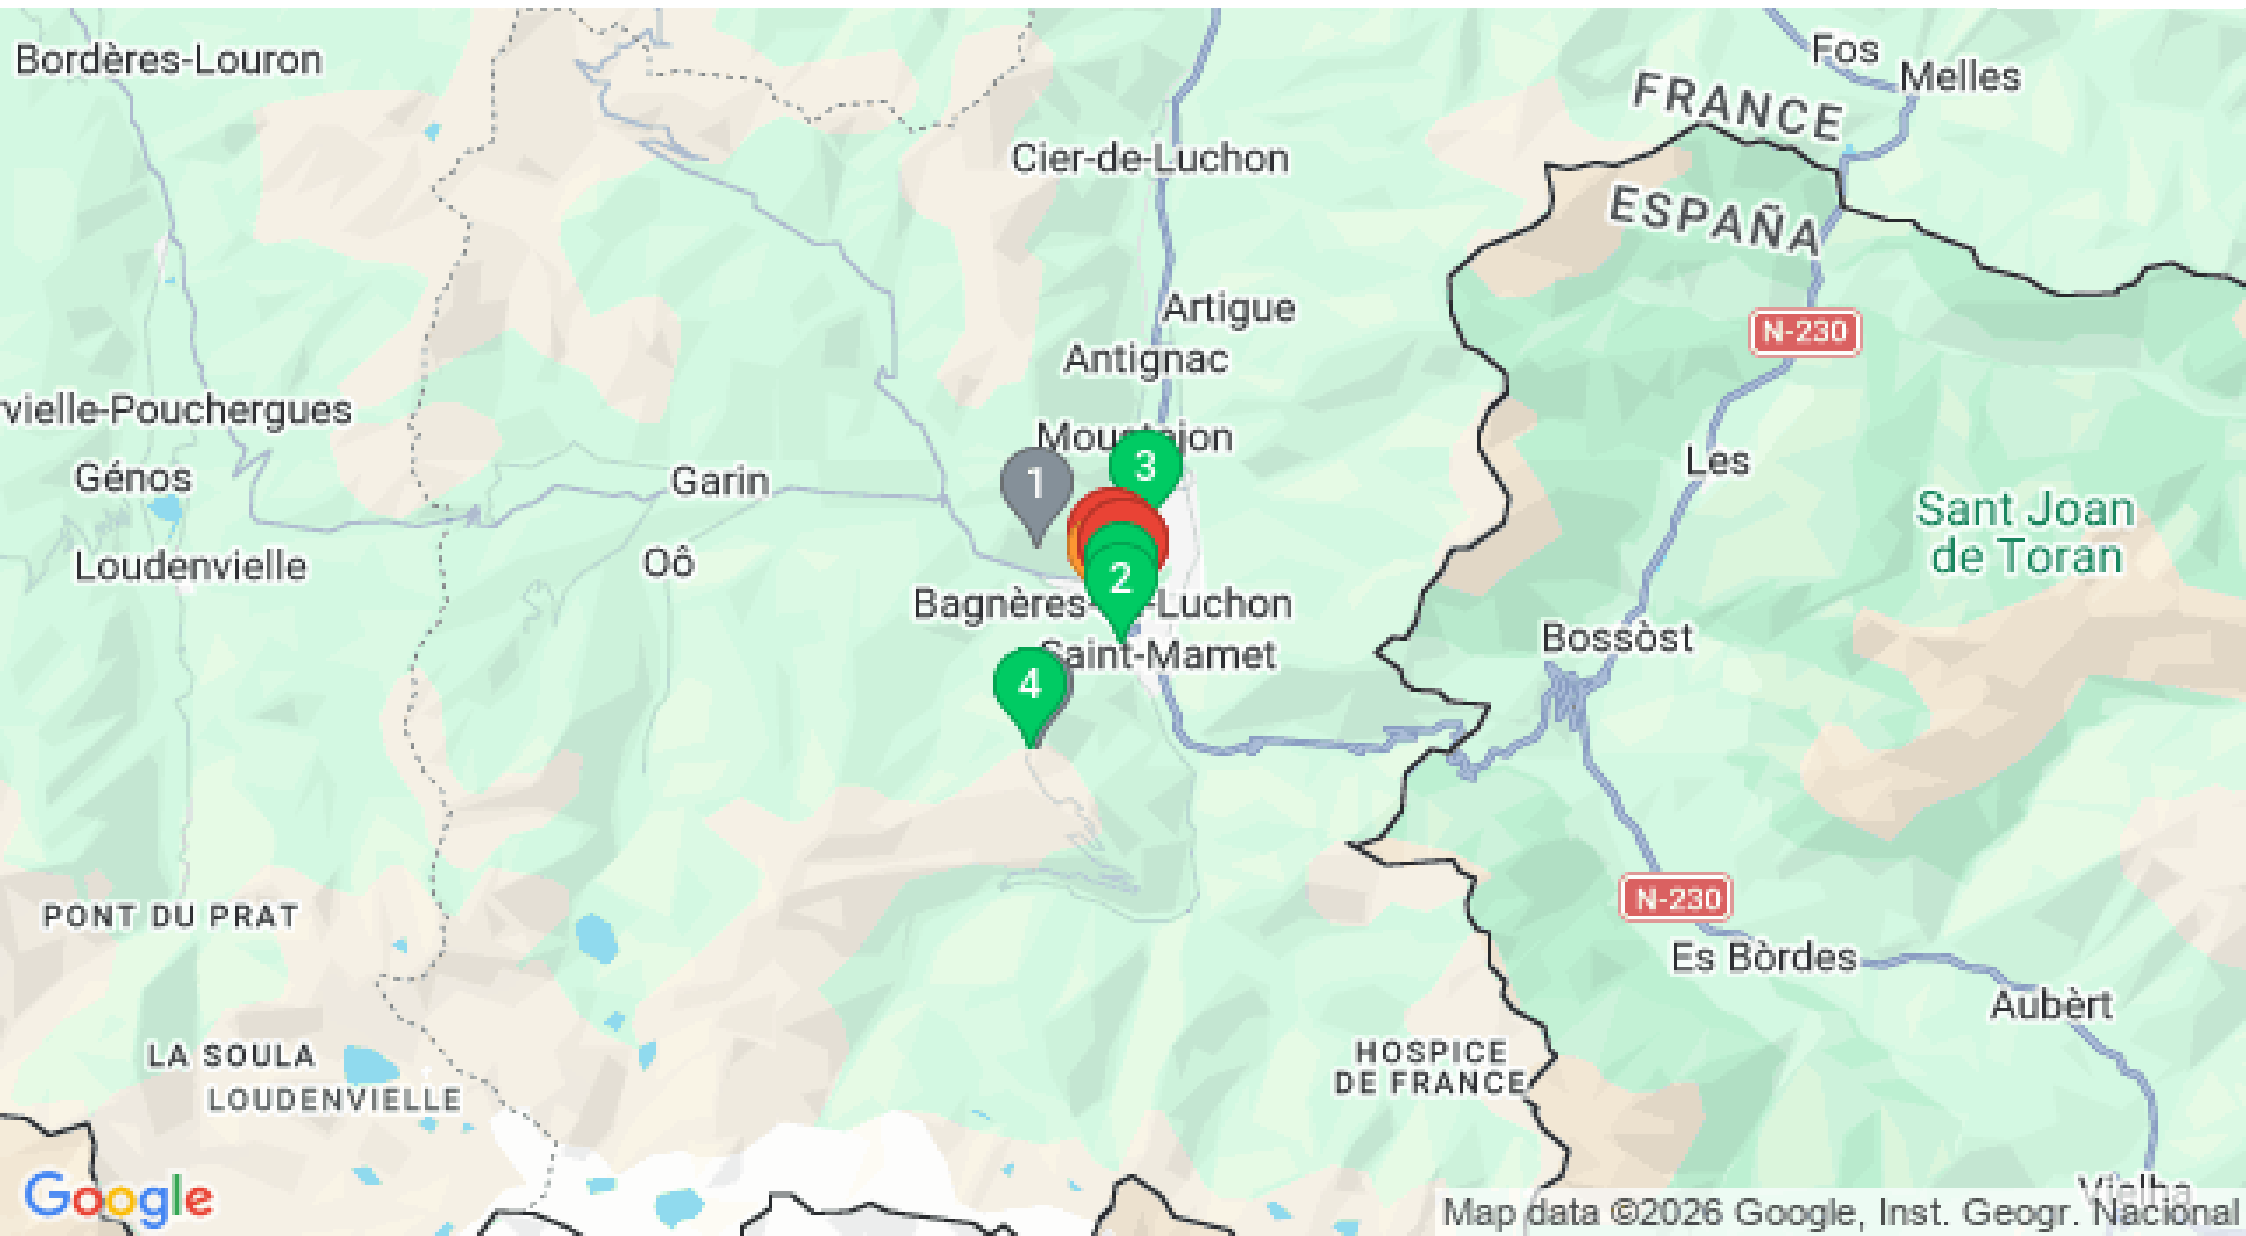 Bordères-Louron
Fos
Melles
FRANCE
Cier-de-Luchon
ESPAÑA
Artigue
N-230
Antignac
vielle-Pouchergues
3
Les
Génos
Garin
1
Sant Joan
de Toran
Loudenvielle
Oô
2
Bagnères-
Luchon
Bossòst
Saint-Mamet
4
N-230
PONT DU PRAT
Es Bòrdes
Aubèrt
LA SOULA
LOUDENVIELLE
HOSPICE
DE FRANCE
Vielha
Google
Map data ©2026 Google, Inst. Geogr. Nacional